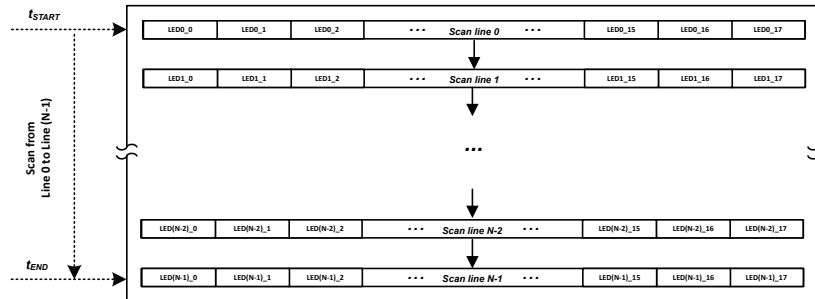 tSTART
LED0_0 LED0_1 LED0_2 ••• Scan line 0 ••• LED0_15 LED0_16 LED0_17
LED1_0 LED1_1 LED1_2 ••• Scan line 1 ••• LED1_15 LED1_16 LED1_17
Scan from
Line 0 to Line (N-1)
•••
LED(N-2)_0 LED(N-2)_1 LED(N-2)_2 ••• Scan line N-2 ••• LED(N-2)_15 LED(N-2)_16 LED(N-2)_17
tEND
LED(N-1)_0 LED(N-1)_1 LED(N-1)_2 ••• Scan line N-1 ••• LED(N-1)_15 LED(N-1)_16 LED(N-1)_17